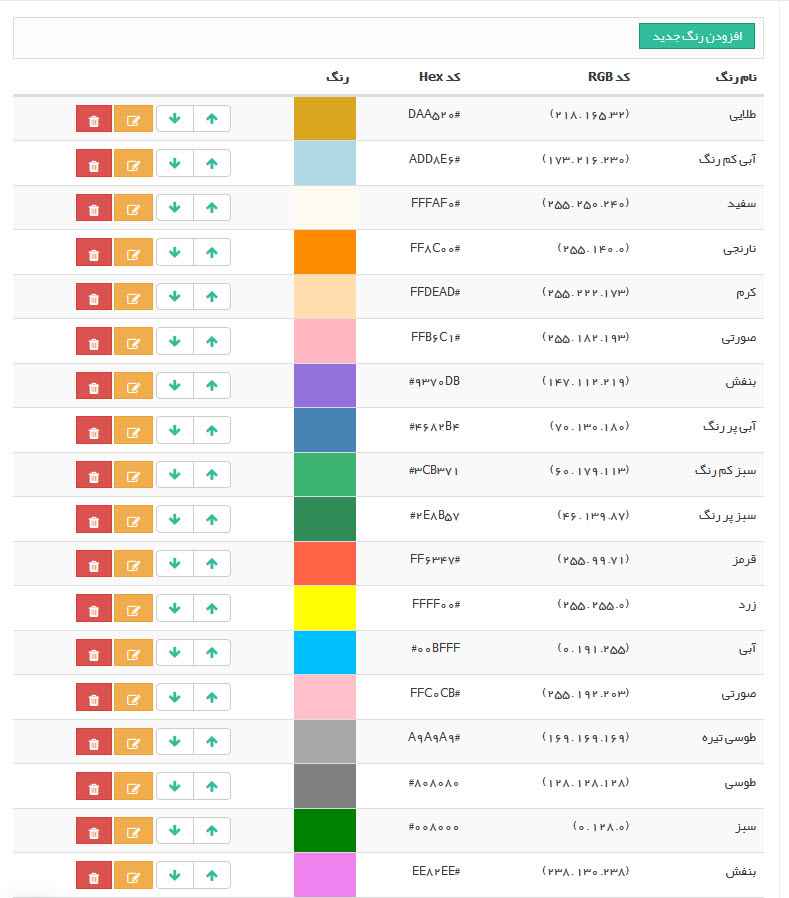 افزودن رنگ جدید
نام رنگ کد RGB کد Hex رنگ
طلایی (۲۱۸.۱۶۵.۳۲) DAA۵۲۰#
آبی کم رنگ (۱۷۳.۲۱۶.۲۳۰) ADD۸E۶#
سفید (۲۵۵.۲۵۰.۲۴۰) FFFAF۰#
نارنجی (۲۵۵.۱۴۰.۰) FF۸C۰۰#
کرم (۲۵۵.۲۲۲.۱۷۳) FFDEAD#
صورتی (۲۵۵.۱۸۲.۱۹۳) FFB۶C۱#
بنفش (۱۴۷.۱۱۲.۲۱۹) #۹۳۷۰DB
آبی پر رنگ (۷۰.۱۳۰.۱۸۰) #۴۶۸۲B۴
سبز کم رنگ (۶۰.۱۷۹.۱۱۳) #۳CB۳۷۱
سبز پر رنگ (۴۶.۱۳۹.۸۷) #۲E۸B۵۷
قرمز (۲۵۵.۹۹.۷۱) FF۶۳۴۷#
زرد (۲۵۵.۲۵۵.۰) FFFF۰۰#
آبی (۰.۱۹۱.۲۵۵) #۰۰BFFF
صورتی (۲۵۵.۱۹۲.۲۰۳) FFC۰CB#
طوسی تیره (۱۶۹.۱۶۹.۱۶۹) A۹A۹A۹#
طوسی (۱۲۸.۱۲۸.۱۲۸) #۸۰۸۰۸۰
سبز (۰.۱۲۸.۰) #۰۰۸۰۰۰
بنفش (۲۳۸.۱۳۰.۲۳۸) EE۸۲EE#